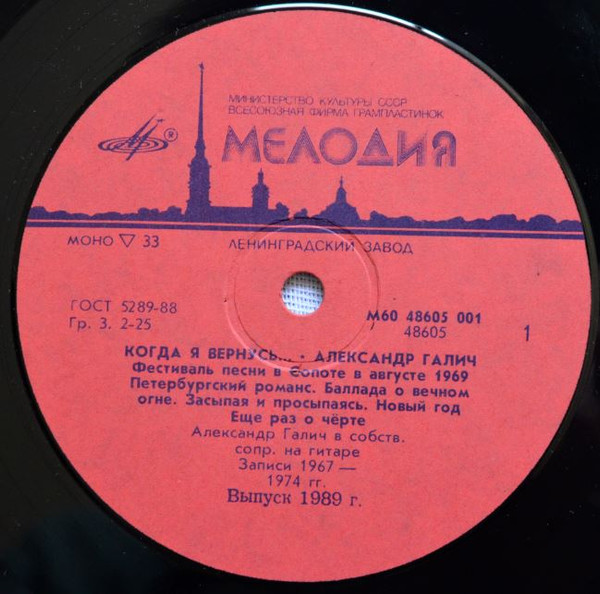 МИНИСТЕРСТВО КУЛЬТУРЫ СССР
ВСЕСОЮЗНАЯ ФИРМА ГРАМПЛАСТИНОК
®
МЕЛОДИЯ
МОНО ▽ 33
ЛЕНИНГРАДСКИЙ ЗАВОД
ГОСТ 5289-88
Гр. 3. 2-25
М60 48605 001
48605
1
КОГДА Я ВЕРНУСЬ... • АЛЕКСАНДР ГАЛИЧ
Фестиваль песни в Сопоте в августе 1969
Петербургский романс. Баллада о вечном
огне. Засыпая и просыпаясь. Новый год
Еще раз о чёрте
Александр Галич в собств.
сопр. на гитаре
Записи 1967 —
1974 гг.
Выпуск 1989 г.